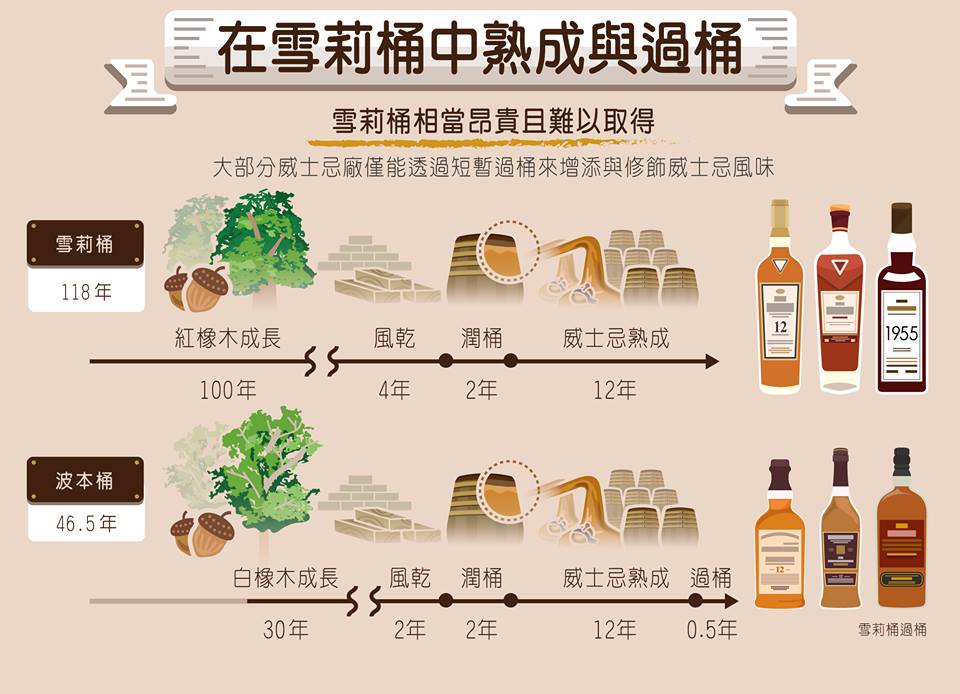 在雪莉桶中熟成與過桶
雪莉桶相當昂貴且難以取得
大部分威士忌廠僅能透過短暫過桶來增添與修飾威士忌風味
雪莉桶
118年
紅橡木成長 風乾 潤桶 威士忌熟成
100年 4年 2年 12年
12
1955
波本桶
46.5年
白橡木成長 風乾 潤桶 威士忌熟成 過桶
30年 2年 2年 12年 0.5年
12
雪莉桶過桶